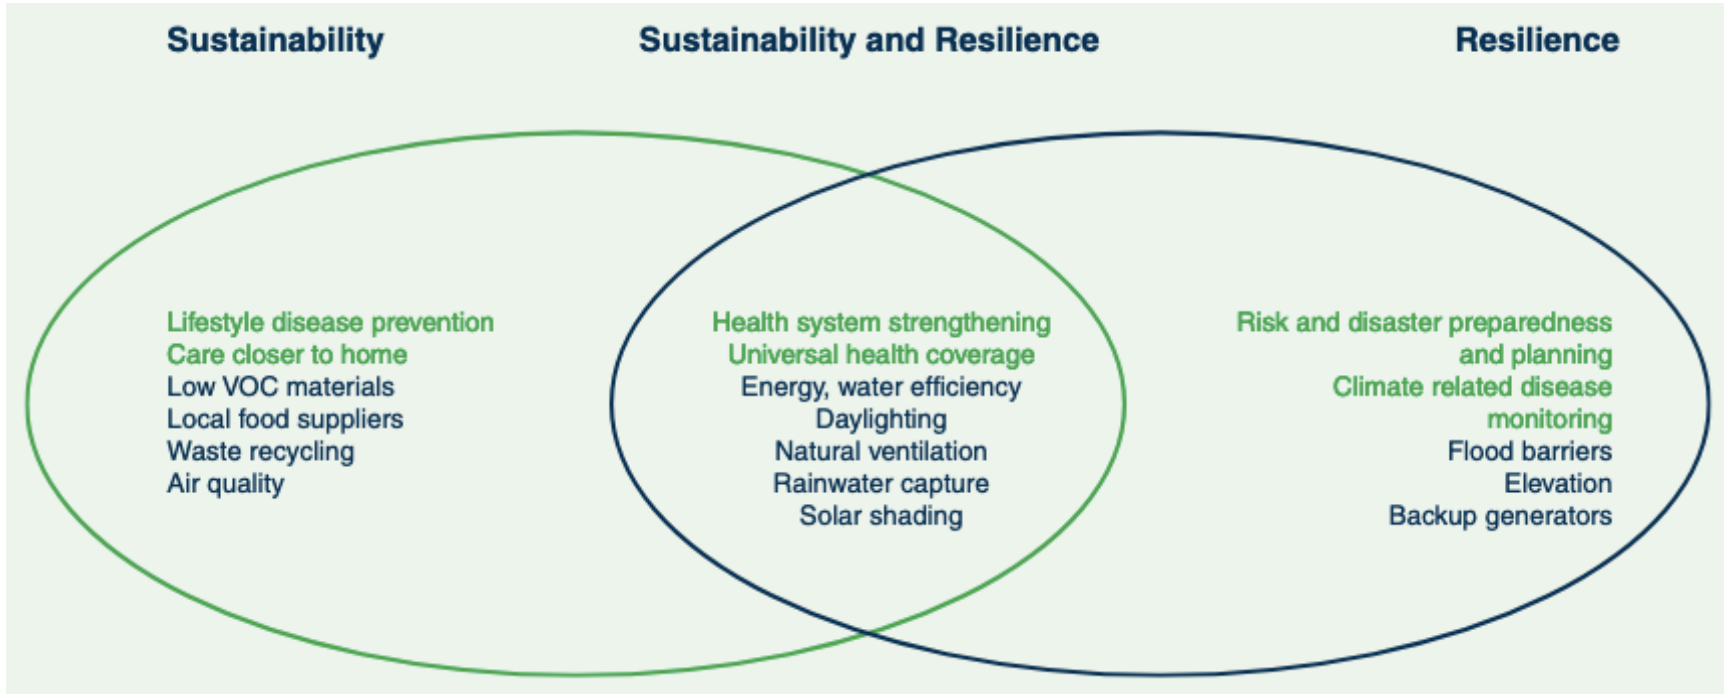 Sustainability
Sustainability and Resilience
Resilience
Lifestyle disease prevention
Care closer to home
Low VOC materials
Local food suppliers
Waste recycling
Air quality
Health system strengthening
Universal health coverage
Energy, water efficiency
Daylighting
Natural ventilation
Rainwater capture
Solar shading
Risk and disaster preparedness
and planning
Climate related disease
monitoring
Flood barriers
Elevation
Backup generators